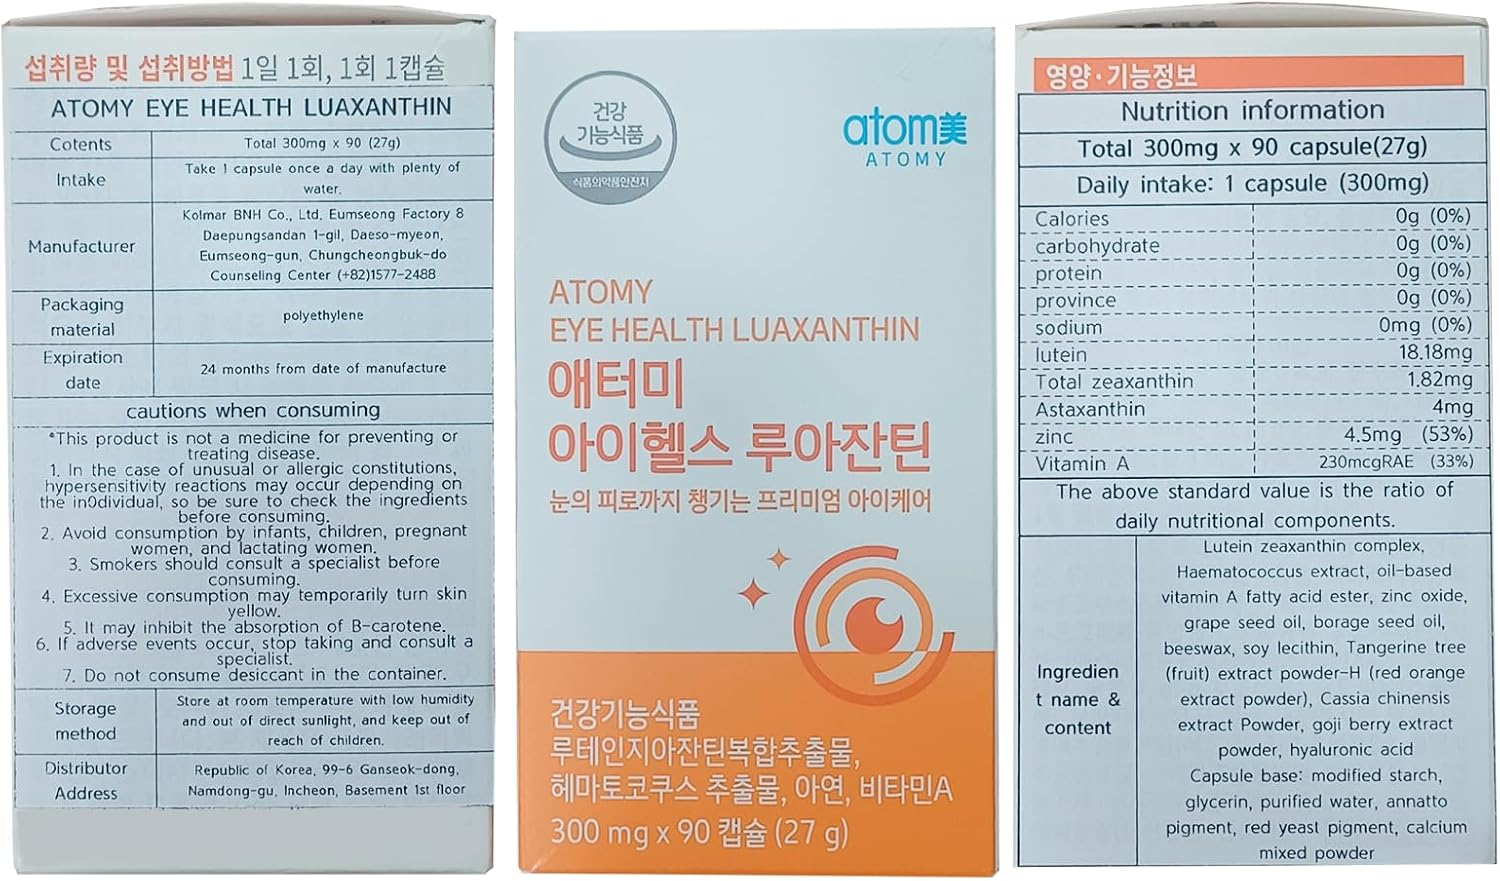 섭취량 및 섭취방법 1일 1회, 1회 1캡슐
ATOMY EYE HEALTH LUAXANTHIN
Cotents
Total 300mg x 90 (27g)
Intake
Take 1 capsule once a day with plenty of
water.
Manufacturer
Kolmar BNH Co., Ltd, Eumseong Factory 8
Daepungsandan 1-gil, Daeso-myeon,
Eumseong-gun, Chungcheongbuk-do
Counseling Center (+82)1577-2488
Packaging
material
polyethylene
Expiration
date
24 months from date of manufacture
cautions when consuming
*This product is not a medicine for preventing or
treating disease.
1. In the case of unusual or allergic constitutions,
hypersensitivity reactions may occur depending on
the in0dividual, so be sure to check the ingredients
before consuming.
2. Avoid consumption by infants, children, pregnant
women, and lactating women.
3. Smokers should consult a specialist before
consuming.
4. Excessive consumption may temporarily turn skin
yellow.
5. It may inhibit the absorption of B-carotene.
6. If adverse events occur, stop taking and consult a
specialist.
7. Do not consume desiccant in the container.
Storage
method
Store at room temperature with low humidity
and out of direct sunlight, and keep out of
reach of children.
Distributor
Address
Republic of Korea, 99-6 Ganseok-dong,
Namdong-gu, Incheon, Basement 1st floor
건강
기능식품
식품의약품안전처
atom美
ATOMY
ATOMY
EYE HEALTH LUAXANTHIN
애터미
아이헬스 루아잔틴
눈의 피로까지 챙기는 프리미엄 아이케어
건강기능식품
루테인지아잔틴복합추출물,
헤마토코쿠스 추출물, 아연, 비타민A
300 mg x 90 캡슐 (27 g)
영양·기능정보
Nutrition information
Total 300mg x 90 capsule(27g)
Daily intake: 1 capsule (300mg)
Calories 0g (0%)
carbohydrate 0g (0%)
protein 0g (0%)
province 0g (0%)
sodium 0mg (0%)
lutein 18.18mg
Total zeaxanthin 1.82mg
Astaxanthin 4mg
zinc 4.5mg (53%)
Vitamin A 230mcgRAE (33%)
The above standard value is the ratio of
daily nutritional components.
Ingredien
t name &
content
Lutein zeaxanthin complex,
Haematococcus extract, oil-based
vitamin A fatty acid ester, zinc oxide,
grape seed oil, borage seed oil,
beeswax, soy lecithin, Tangerine tree
(fruit) extract powder-H (red orange
extract powder), Cassia chinensis
extract Powder, goji berry extract
powder, hyaluronic acid
Capsule base: modified starch,
glycerin, purified water, annatto
pigment, red yeast pigment, calcium
mixed powder